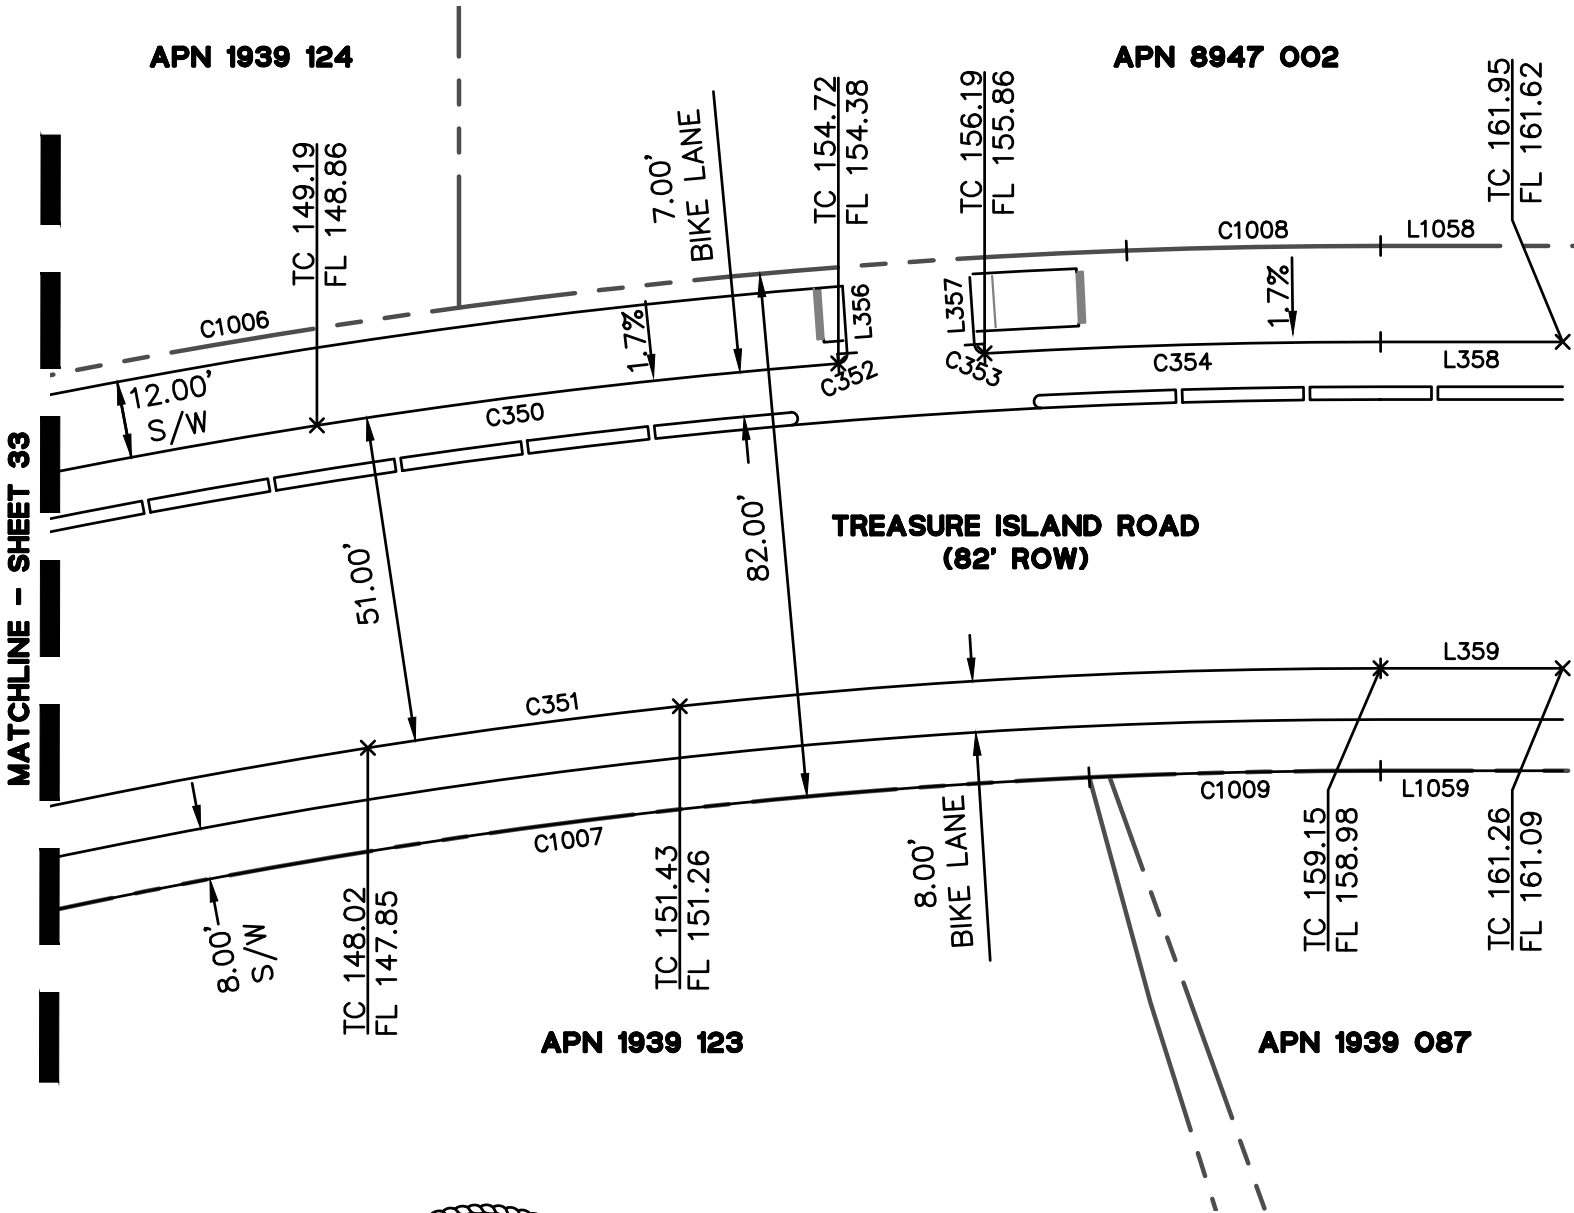 APN 1939 124
APN 8947 002
TC 149.19
FL 148.86
7.00'
BIKE LANE
TC 154.72
FL 154.38
TC 156.19
FL 155.86
TC 161.95
FL 161.62
C1006
C1008
L1058
12.00'
S/W
1.7%
L356
L357
1.7%
C350
C352
C353
C354
L358
MATCHLINE - SHEET 33
51.00'
82.00'
TREASURE ISLAND ROAD
(82' ROW)
C351
L359
C1007
C1009
L1059
8.00'
S/W
TC 148.02
FL 147.85
TC 151.43
FL 151.26
8.00'
BIKE LANE
TC 159.15
FL 158.98
TC 161.26
FL 161.09
APN 1939 123
APN 1939 087